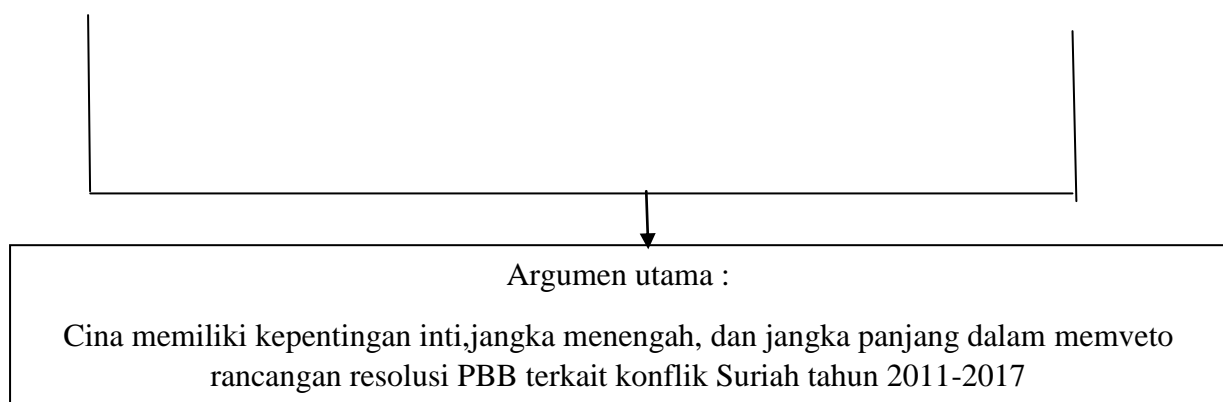 Argumen utama :
Cina memiliki kepentingan inti,jangka menengah, dan jangka panjang dalam memveto
rancangan resolusi PBB terkait konflik Suriah tahun 2011-2017